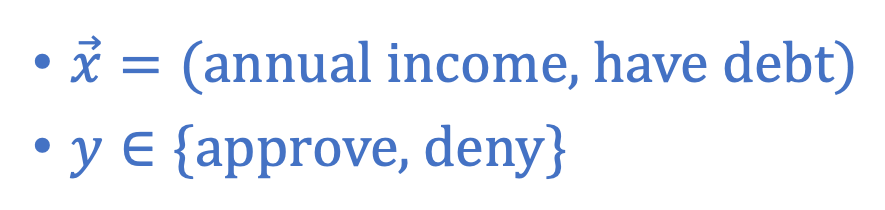 • x⃗ = (annual income, have debt)
• y ∈ {approve, deny}